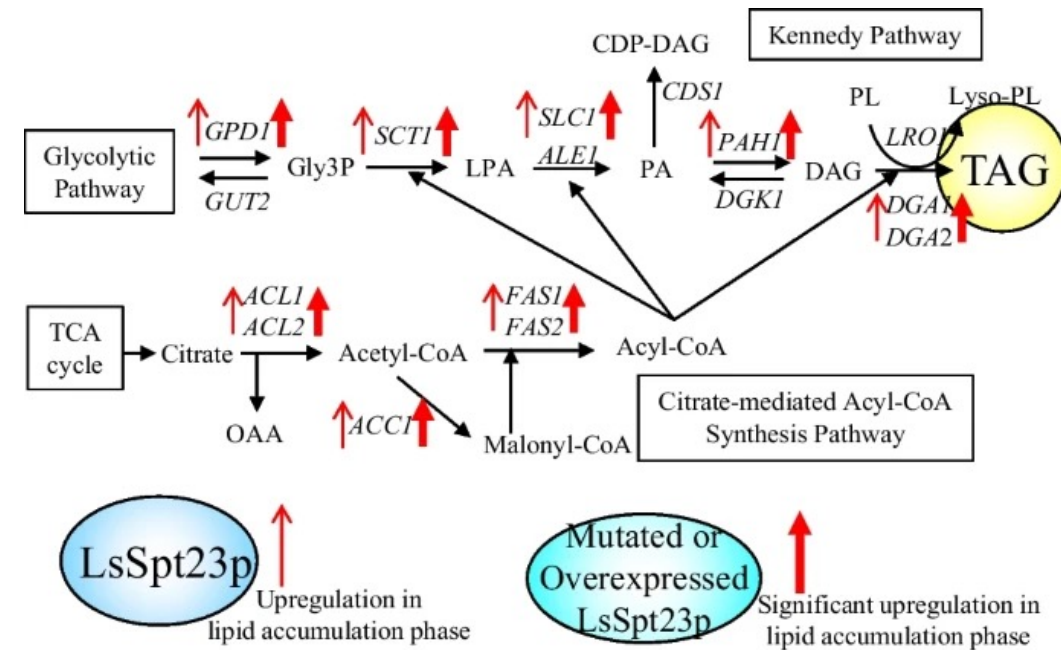 CDP-DAG
Kennedy Pathway
CDS1
PL
Lyso-PL
LRO1
TAG
Glycolytic
Pathway
GPD1
GUT2
Gly3P
SCT1
LPA
SLC1
ALE1
PA
PAH1
DGK1
DAG
DGA1
DGA2
TCA
cycle
Citrate
ACL1
ACL2
OAA
Acetyl-CoA
ACC1
Malonyl-CoA
FAS1
FAS2
Acyl-CoA
Citrate-mediated Acyl-CoA
Synthesis Pathway
LsSpt23p
Upregulation in
lipid accumulation phase
Mutated or
Overexpressed
LsSpt23p
Significant upregulation in
lipid accumulation phase